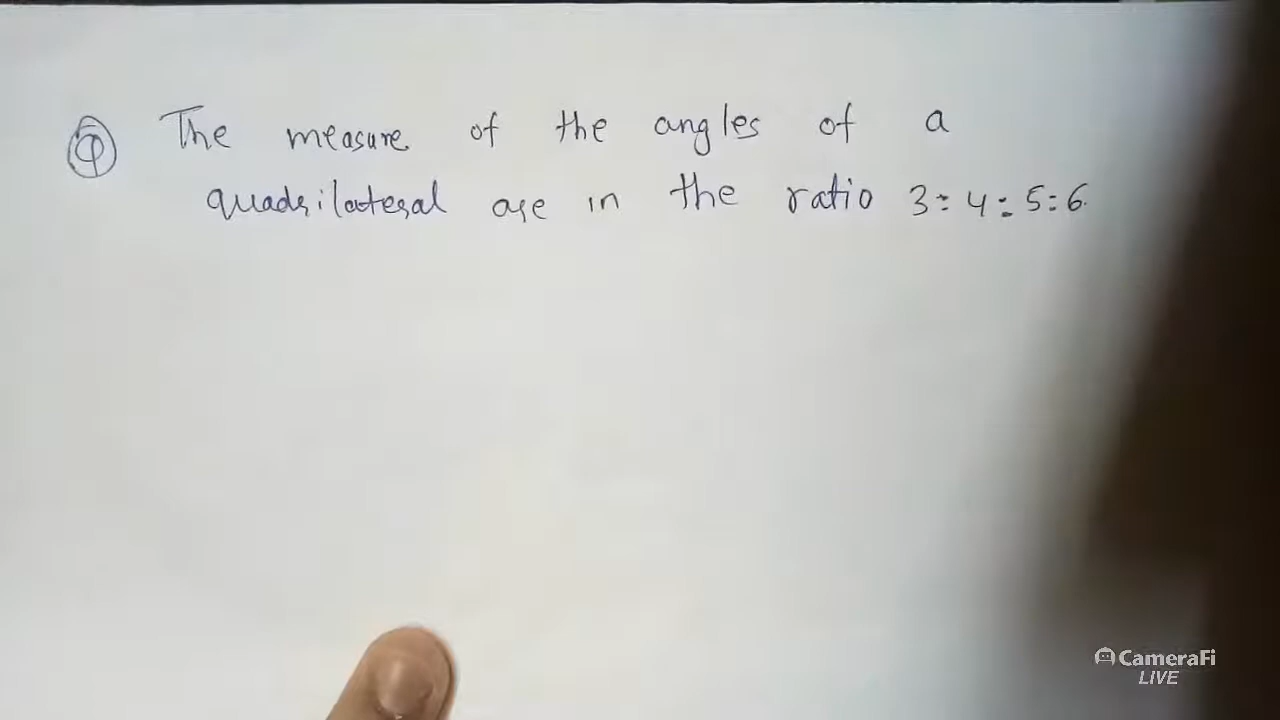 Q The measure of the angles of a
quadrilateral are in the ratio 3:4:5:6.
CameraFi
LIVE